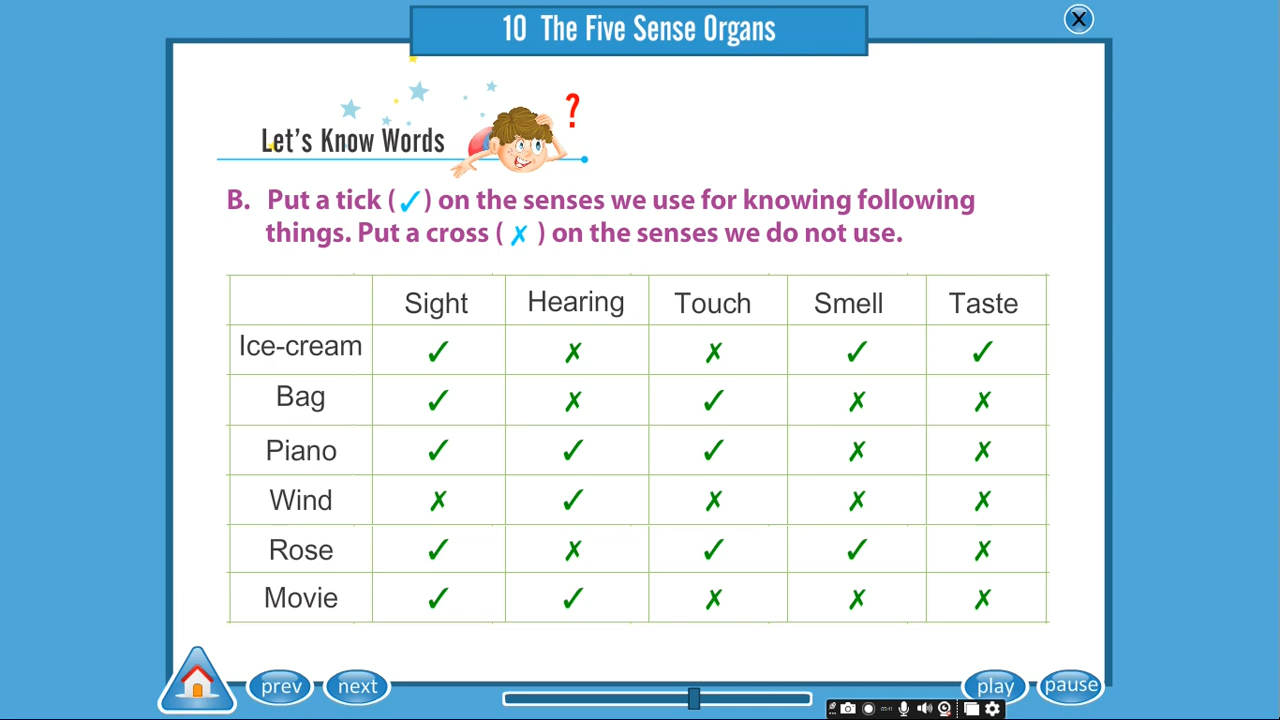 10 The Five Sense Organs
X
?
Let's Know Words
B. Put a tick (✓) on the senses we use for knowing following
things. Put a cross ( ✗ ) on the senses we do not use.
Sight Hearing Touch Smell Taste
Ice-cream ✓ ✗ ✗ ✓ ✓
Bag ✓ ✗ ✓ ✗ ✗
Piano ✓ ✓ ✓ ✗ ✗
Wind ✗ ✓ ✗ ✗ ✗
Rose ✓ ✗ ✓ ✓ ✗
Movie ✓ ✓ ✗ ✗ ✗
prev next play pause